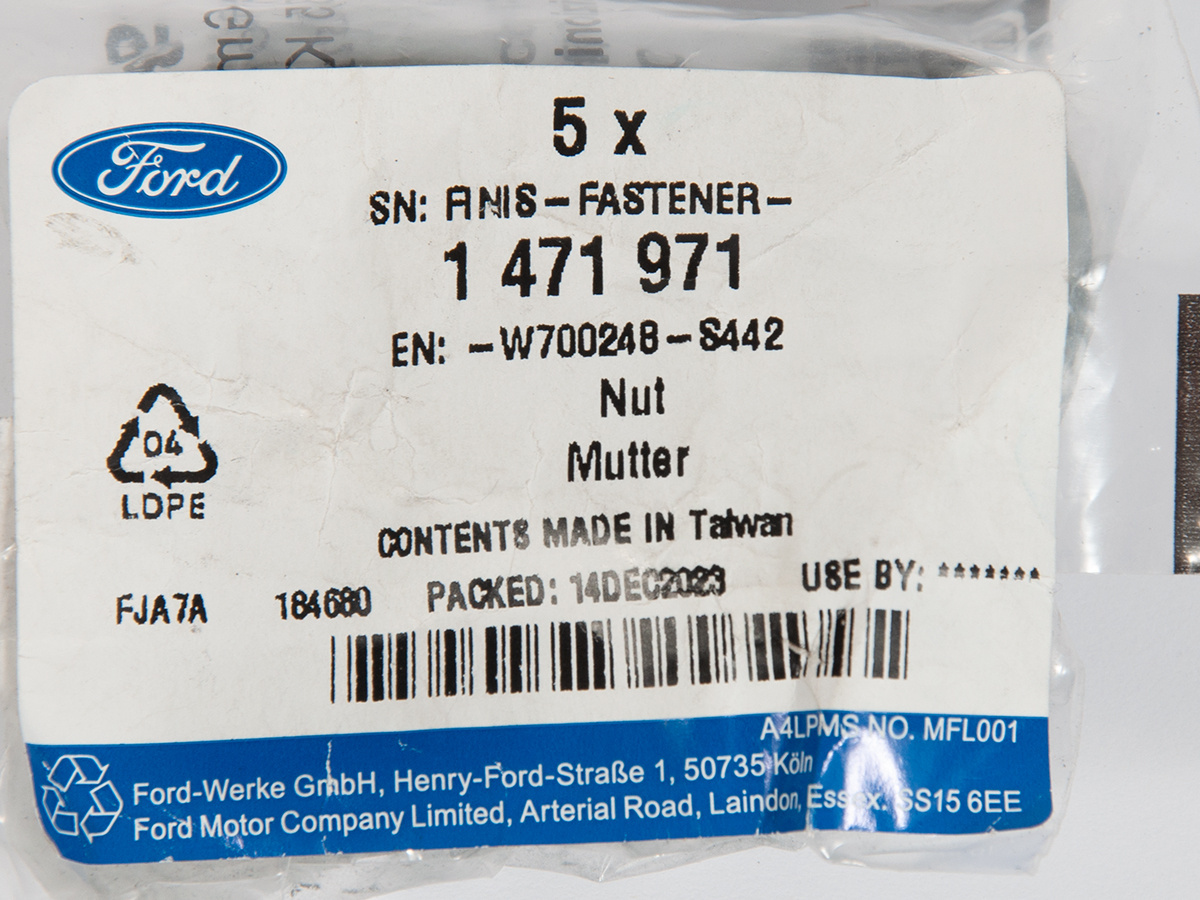 Ford
5 x
SN: FINIS-FASTENER-
1 471 971
EN: -W700248-S442
Nut
Mutter
04
LDPE
CONTENTS MADE IN Taiwan
FJA7A 184680 PACKED: 14DEC2023 USE BY: *******
A4LPMS NO. MFL001
Ford-Werke GmbH, Henry-Ford-Straße 1, 50735 Köln
Ford Motor Company Limited, Arterial Road, Laindon, Essex. SS15 6EE